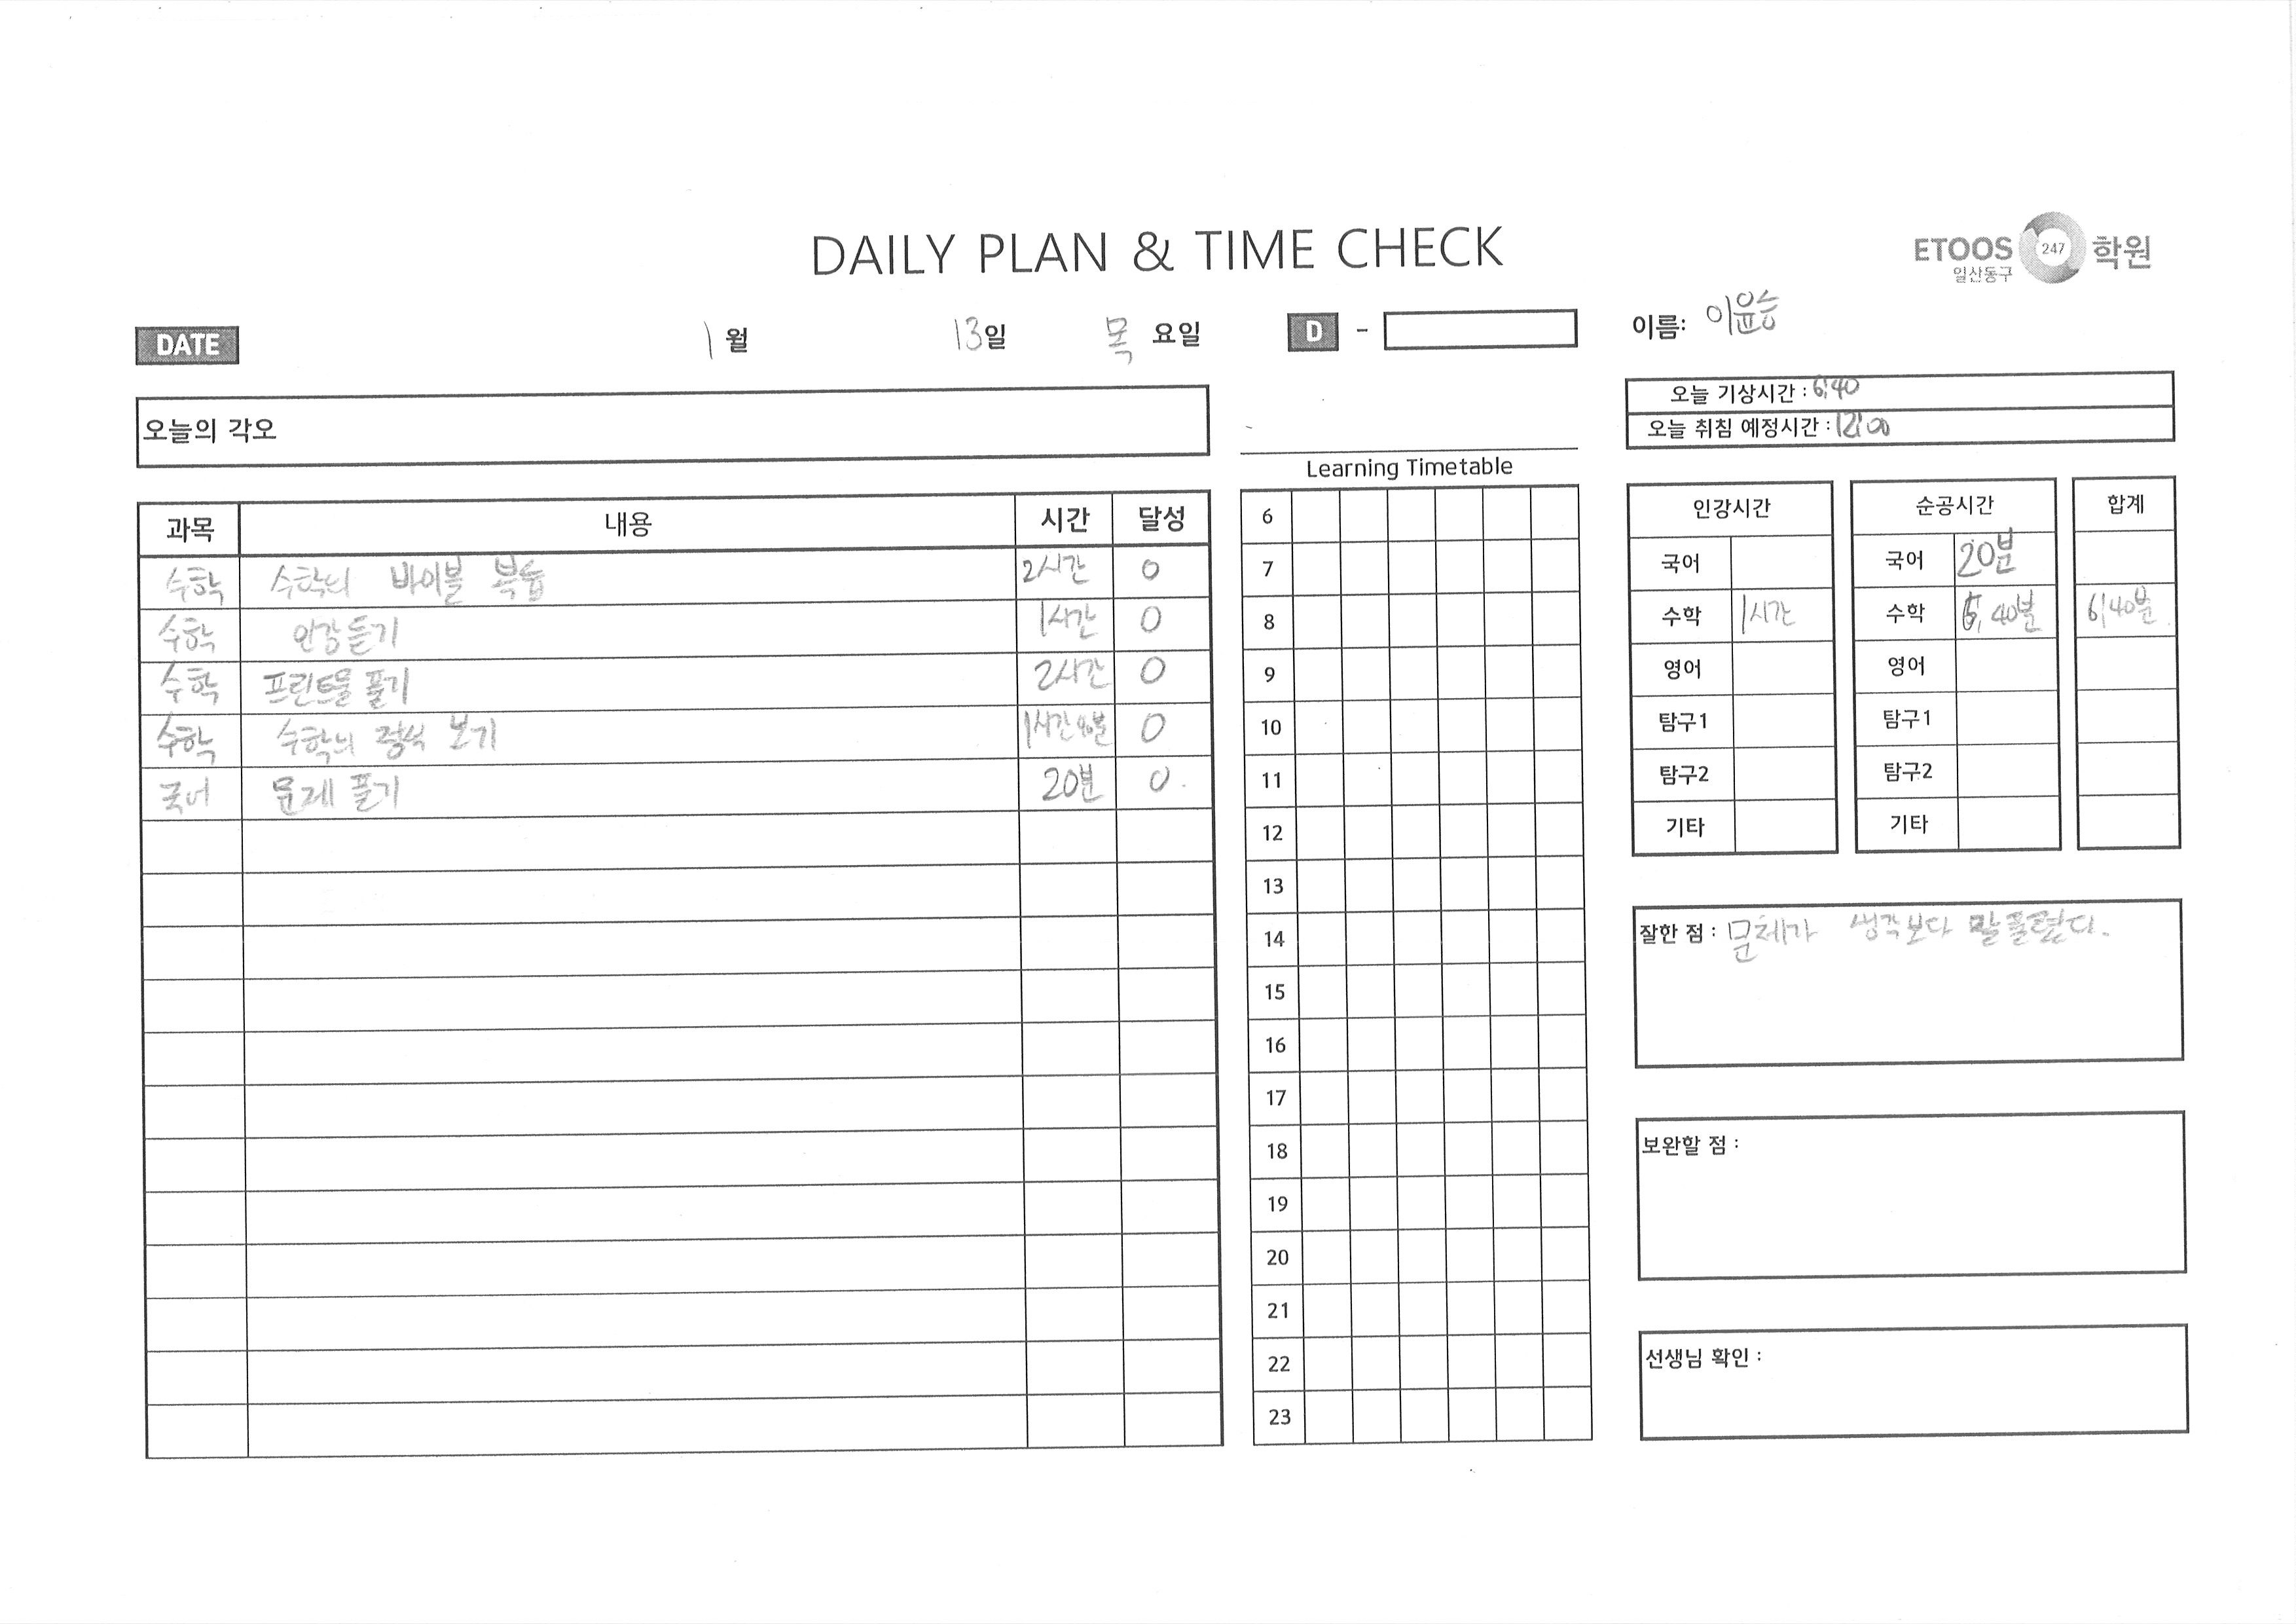 DAILY PLAN & TIME CHECK
ETOOS 247 학원
일산동구
DATE 1월 13일 목요일 D - 이름: 이윤승
오늘의 각오
오늘 기상시간 : 6:40
오늘 취침 예정시간 : 12:00
과목 내용 시간 달성
수학 수학의 바이블 복습 2시간 0
수학 인강듣기 1시간 0
수학 프린트물 풀기 2시간 0
수학 수학의 정석 보기 1시간 0
국어 문제 풀기 20분 0
Learning Timetable
6
7
8
9
10
11
12
13
14
15
16
17
18
19
20
21
22
23
인강시간 순공시간 합계
국어 국어 20분
수학 1시간 수학 40분 6;40분
영어 영어
탐구1 탐구1
탐구2 탐구2
기타 기타
잘한 점 : 문제가 생각보다 풀렸다.
보완할 점 :
선생님 확인 :